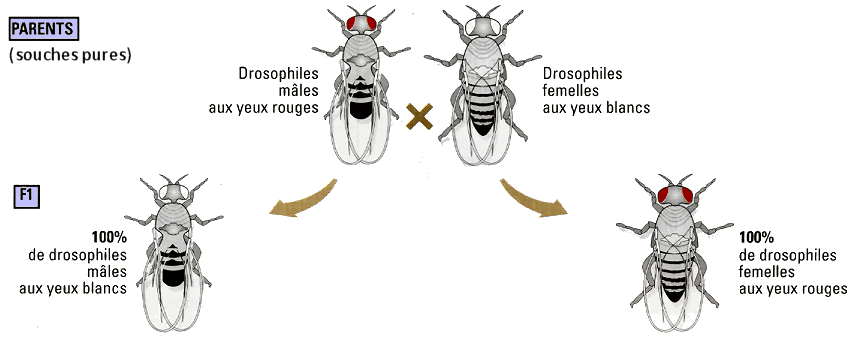 PARENTS
(souches pures)
Drosophiles
mâles
aux yeux rouges
Drosophiles
femelles
aux yeux blancs
F1
100%
de drosophiles
mâles
aux yeux blancs
100%
de drosophiles
femelles
aux yeux rouges